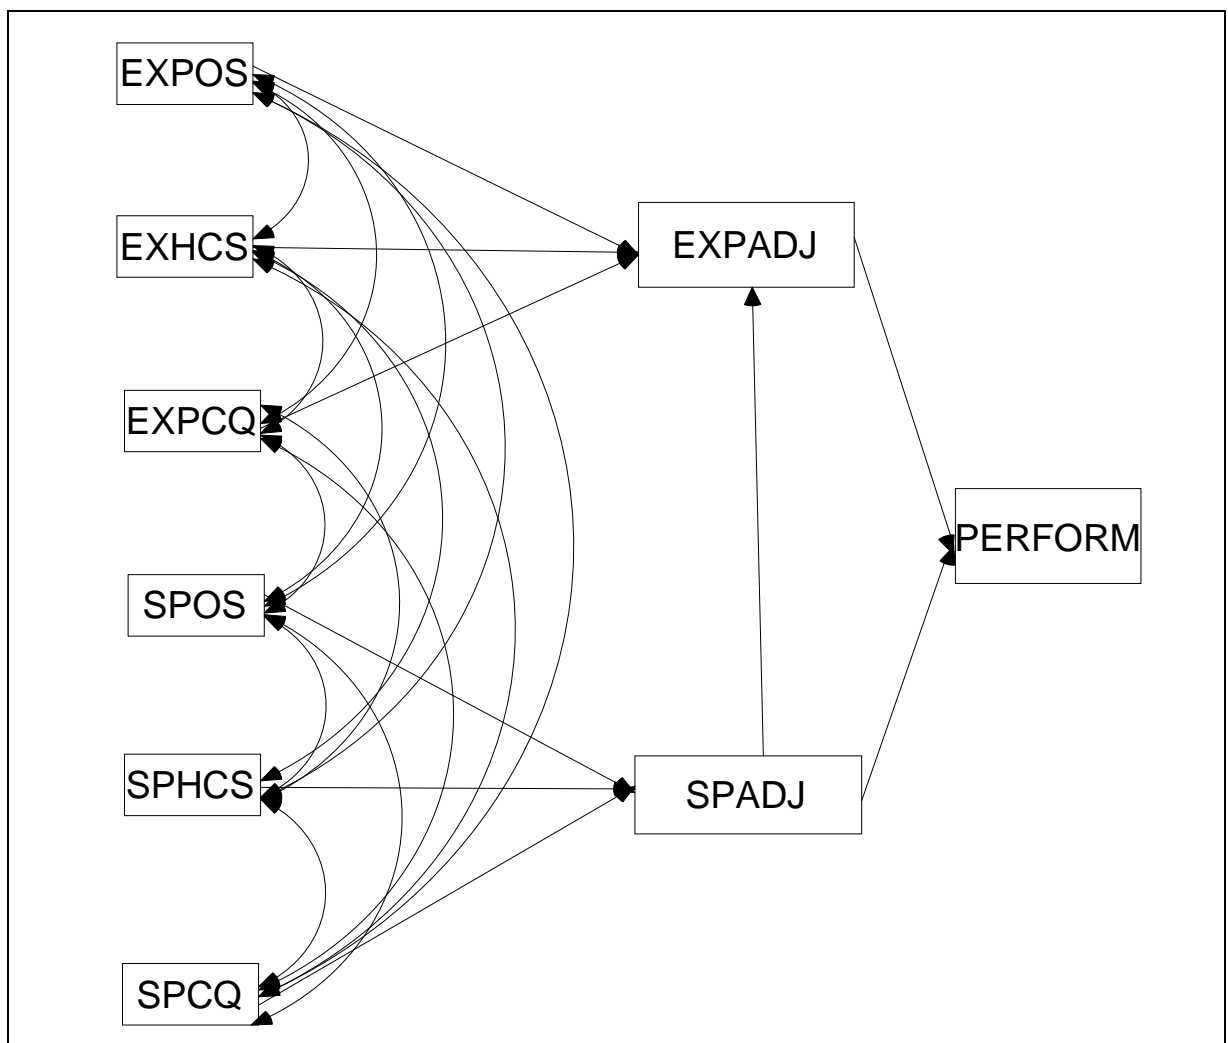 EXPOS
EXHCS
EXPCQ
SPOS
SPHCS
SPCQ
EXPADJ
SPADJ
PERFORM